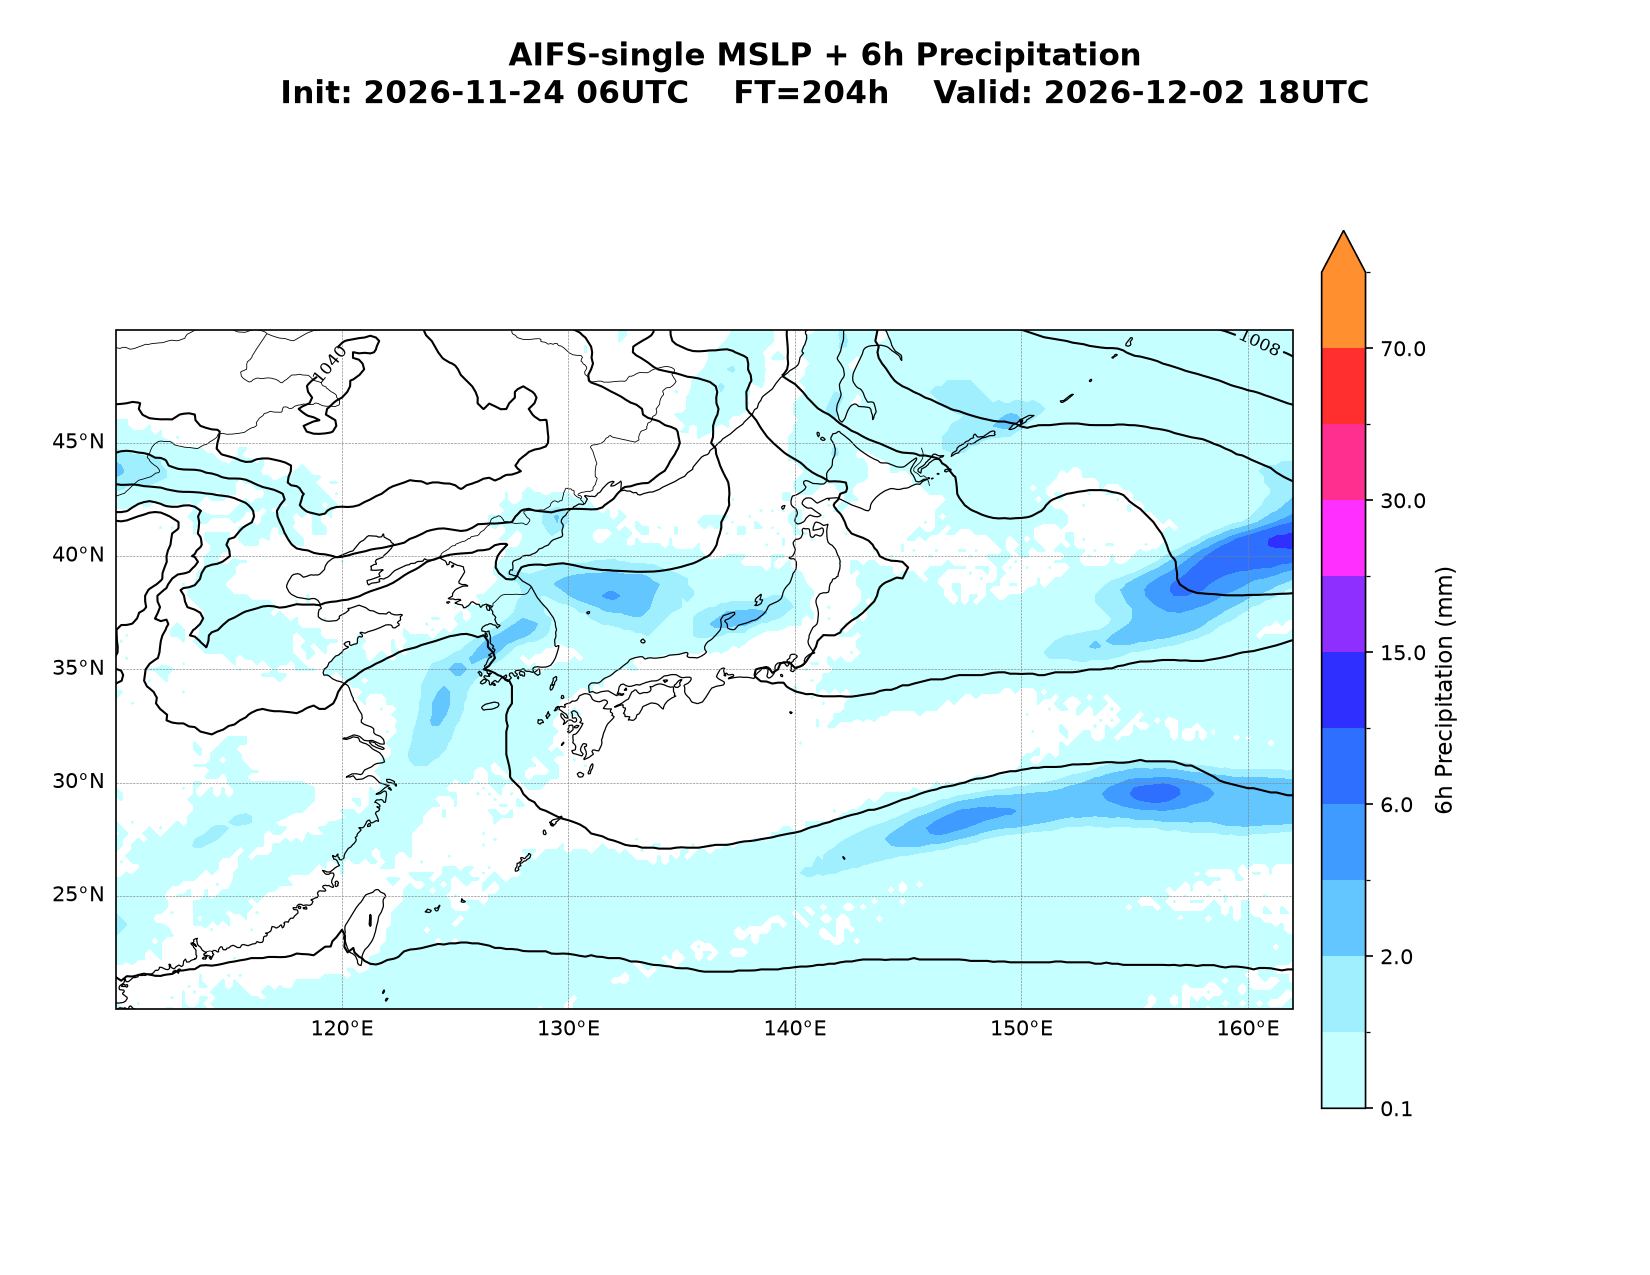 AIFS-single MSLP + 6h Precipitation
Init: 2026-11-24 06UTC    FT=204h    Valid: 2026-12-02 18UTC
1040
1008
45°N
40°N
35°N
30°N
25°N
120°E
130°E
140°E
150°E
160°E
70.0
30.0
15.0
6.0
2.0
0.1
6h Precipitation (mm)